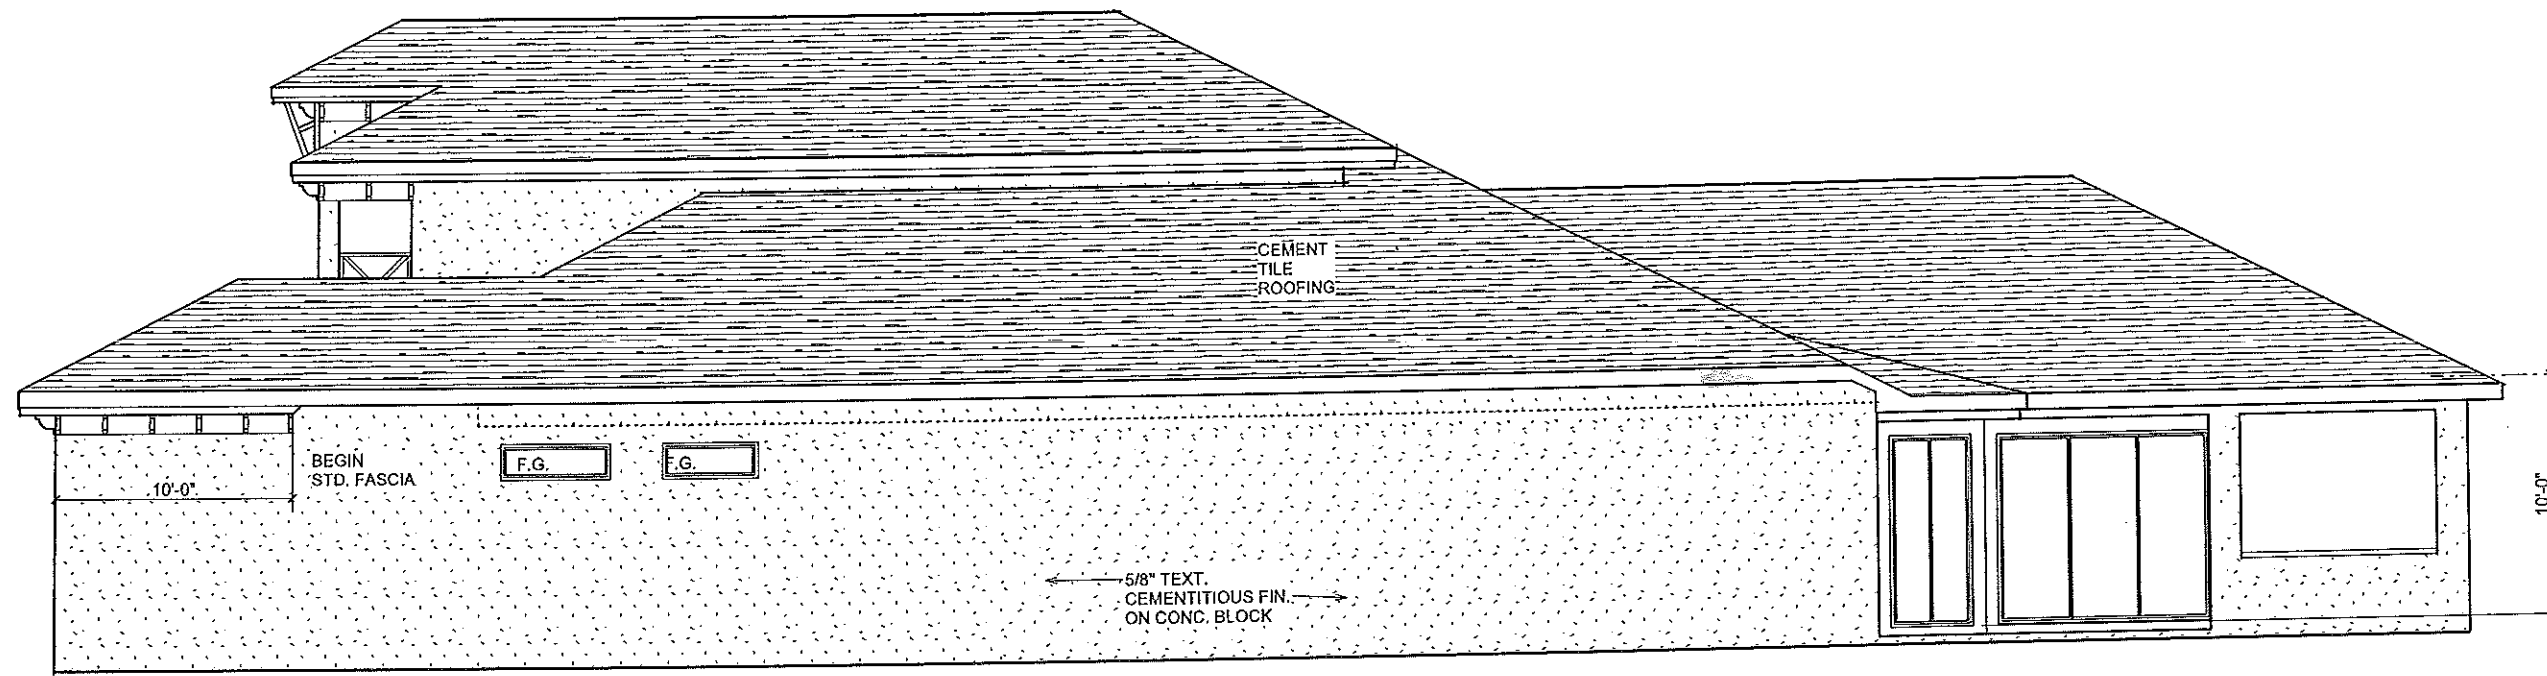 CEMENT
TILE
ROOFING
BEGIN
STD. FASCIA
10'-0"
F.G.
F.G.
5/8" TEXT.
CEMENTITIOUS FIN.
ON CONC. BLOCK
10'-0"